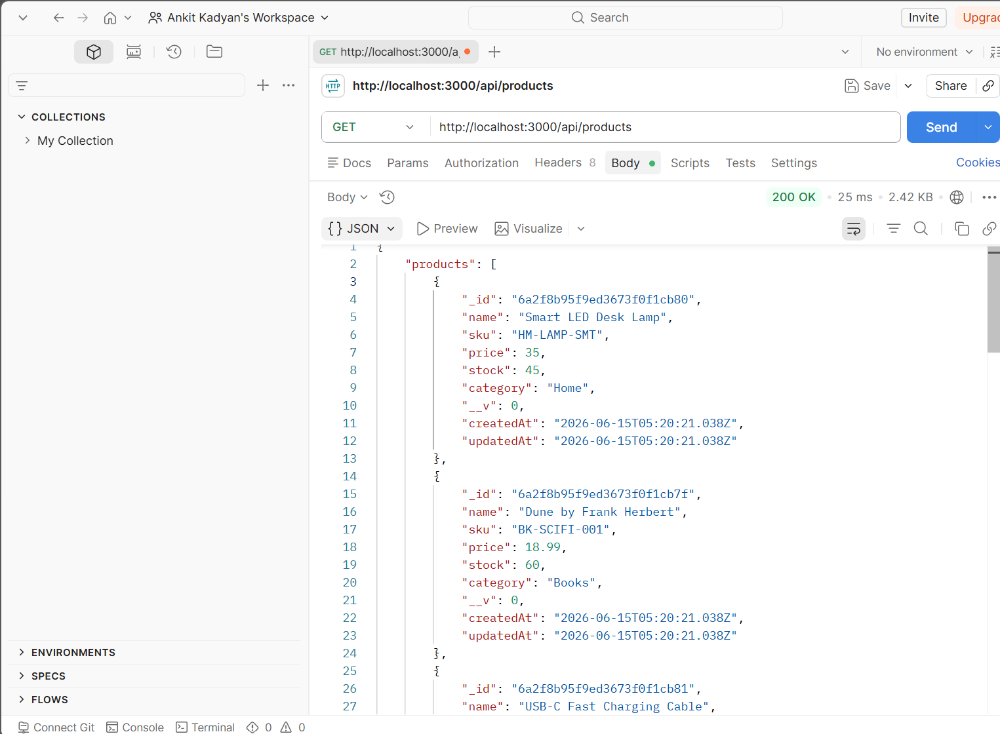 Ankit Kadyan's Workspace
Search
Invite
GET http://localhost:3000/a
No environment
HTTP http://localhost:3000/api/products
Save
Share
GET http://localhost:3000/api/products
Send
Docs Params Authorization Headers 8 Body Scripts Tests Settings Cookies
Body
200 OK 25 ms 2.42 KB
{} JSON Preview Visualize
COLLECTIONS
My Collection
1 {
2 "products": [
3 {
4 "_id": "6a2f8b95f9ed3673f0f1cb80",
5 "name": "Smart LED Desk Lamp",
6 "sku": "HM-LAMP-SMT",
7 "price": 35,
8 "stock": 45,
9 "category": "Home",
10 "__v": 0,
11 "createdAt": "2026-06-15T05:20:21.038Z",
12 "updatedAt": "2026-06-15T05:20:21.038Z"
13 },
14 {
15 "_id": "6a2f8b95f9ed3673f0f1cb7f",
16 "name": "Dune by Frank Herbert",
17 "sku": "BK-SCIFI-001",
18 "price": 18.99,
19 "stock": 60,
20 "category": "Books",
21 "__v": 0,
22 "createdAt": "2026-06-15T05:20:21.038Z",
23 "updatedAt": "2026-06-15T05:20:21.038Z"
24 },
25 {
26 "_id": "6a2f8b95f9ed3673f0f1cb81",
27 "name": "USB-C Fast Charging Cable",
ENVIRONMENTS
SPECS
FLOWS
Connect Git Console Terminal 0 0